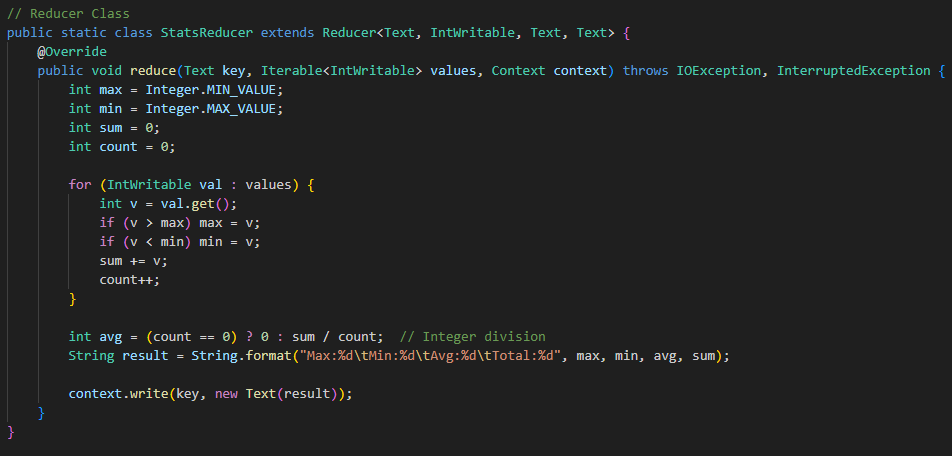 // Reducer Class
public static class StatsReducer extends Reducer<Text, IntWritable, Text, Text> {
    @Override
    public void reduce(Text key, Iterable<IntWritable> values, Context context) throws IOException, InterruptedException {
        int max = Integer.MIN_VALUE;
        int min = Integer.MAX_VALUE;
        int sum = 0;
        int count = 0;

        for (IntWritable val : values) {
            int v = val.get();
            if (v > max) max = v;
            if (v < min) min = v;
            sum += v;
            count++;
        }

        int avg = (count == 0) ? 0 : sum / count;  // Integer division
        String result = String.format("Max:%d\tMin:%d\tAvg:%d\tTotal:%d", max, min, avg, sum);

        context.write(key, new Text(result));
    }
}